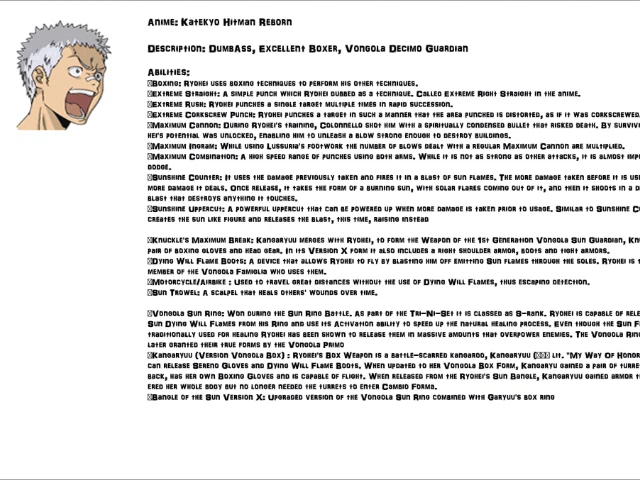 Anime: Katekyo Hitman Reborn
Description: Dumbass, Excellent Boxer, Vongola Decimo Guardian
Abilities:
Boxing: Ryohei uses boxing techniques to perform his other techniques.
Extreme Straight: A simple punch which Ryohei dubbed as a technique. Called Extreme Right Straight in the anime.
Extreme Rush: Ryohei punches a single target multiple times in rapid succession.
Extreme Corkscrew Punch: Ryohei punches a target in such a manner that the area punched is distorted, as if it was corkscrewed.
Maximum Cannon: During Ryohei's training, Colonnello shot him with a spiritually condensed bullet that risked death. By surviv
hei's potential was unlocked, enabling him to unleash a blow strong enough to destroy buildings.
Maximum Ingram: While using Lussuria's footwork the number of blows dealt with a regular Maximum Cannon are multiplied.
Maximum Combination: A high speed range of punches using both arms. While it is not as strong as other attacks, it is almost imp
dodge.
Sunshine Counter: It uses the damage previously taken and fires it in a blast of sun flames. The more damage taken before it is us
more damage it deals. Once release, it takes the form of a burning sun, with solar flares coming out of it, and then it shoots in a d
blast that destroys anything it touches.
Sunshine Uppercut: A powerful uppercut that can be powered up when more damage is taken prior to usage. Similar to Sunshine C
creates the sun like figure and releases the blast, this time, raising instead
Knuckle's Maximum Break: Kangaryuu merges with Ryohei, to form the Weapon of the 1st Generation Vongola Sun Guardian, Kn
pair of boxing gloves and head gear. In its Version X form it also includes a right shoulder armor, boots and tight armors.
Dying Will Flame Boots: A device that allows Ryohei to fly by blasting him off emitting Sun Flames through the soles. Ryohei is t
member of the Vongola Famiglia who uses them.
Motorcycle/Airbike : Used to travel great distances without the use of Dying Will Flames, thus escaping detection.
Sun Trowel: A scalpel that heals others' wounds over time.
Vongola Sun Ring: Won during the Sun Ring Battle. As part of the Tri-Ni-Set it is classed as S-rank. Ryohei is capable of rele
Sun Dying Will Flames from his Ring and use its Activation ability to speed up the natural healing process. Even though the Sun F
traditionally used for healing Ryohei has been shown to release them in massive amounts that overpower enemies. The Vongola Rin
later granted their true forms by the Vongola Primo
Kangaryuu (Version Vongola Box) : Ryohei's Box Weapon is a battle-scarred kangaroo, Kangaryuu ( lit. "My Way Of Honor
can release Sereno Gloves and Dying Will Flame Boots. When updated to her Vongola Box Form, Kangaryu gained a pair of turre
back, has her own Boxing Gloves and is capable of flight. When released from the Ryohei's Sun Bangle, Kangaryuu gained armor th
ered her whole body but no longer needed the turrets to enter Cambio Forma.
Bangle of the Sun Version X: Upgraded version of the Vongola Sun Ring combined with Garyuu's box ring